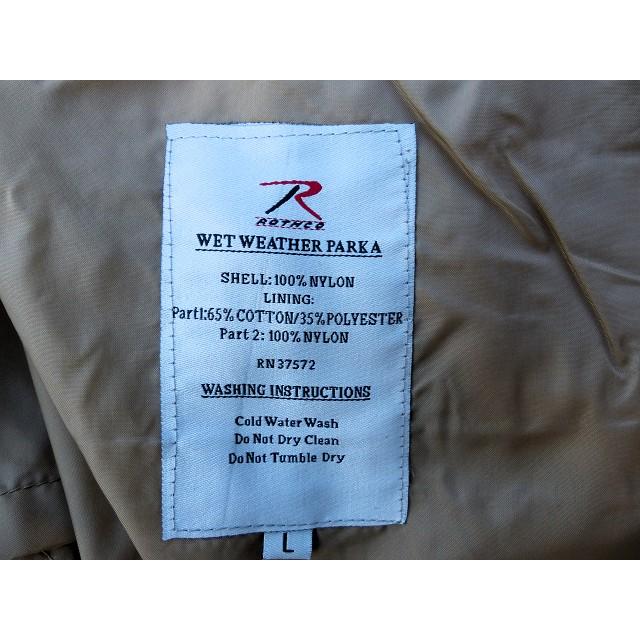 R
ROTHCO
WET WEATHER PARKA
SHELL: 100% NYLON
LINING:
Part1: 65% COTTON/35% POLYESTER
Part 2: 100% NYLON
RN 37572
WASHING INSTRUCTIONS
Cold Water Wash
Do Not Dry Clean
Do Not Tumble Dry
L